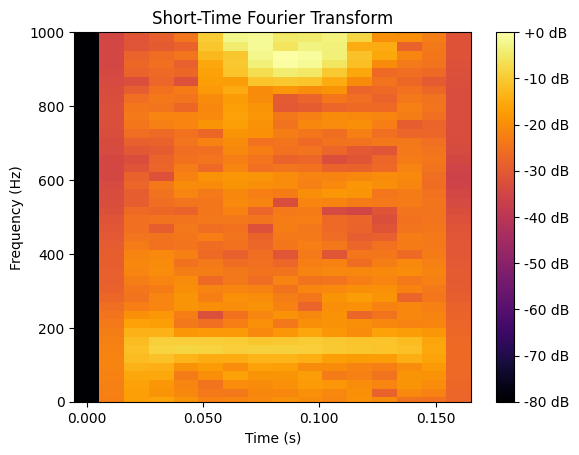 Short-Time Fourier Transform
1000
800
600
400
200
0
Frequency (Hz)
0.000
0.050
0.100
0.150
Time (s)
+0 dB
-10 dB
-20 dB
-30 dB
-40 dB
-50 dB
-60 dB
-70 dB
-80 dB